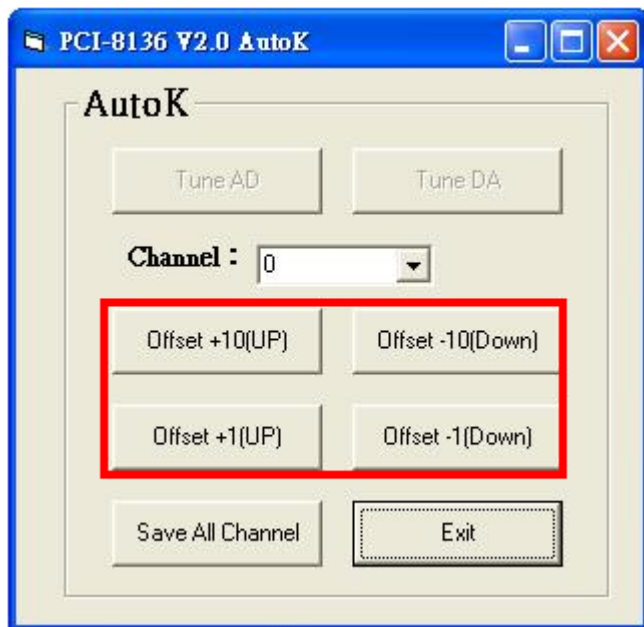 PCI-8136 V2.0 AutoK
AutoK
Tune AD
Tune DA
Channel :
0
Offset +10(UP)
Offset -10(Down)
Offset +1(UP)
Offset -1(Down)
Save All Channel
Exit